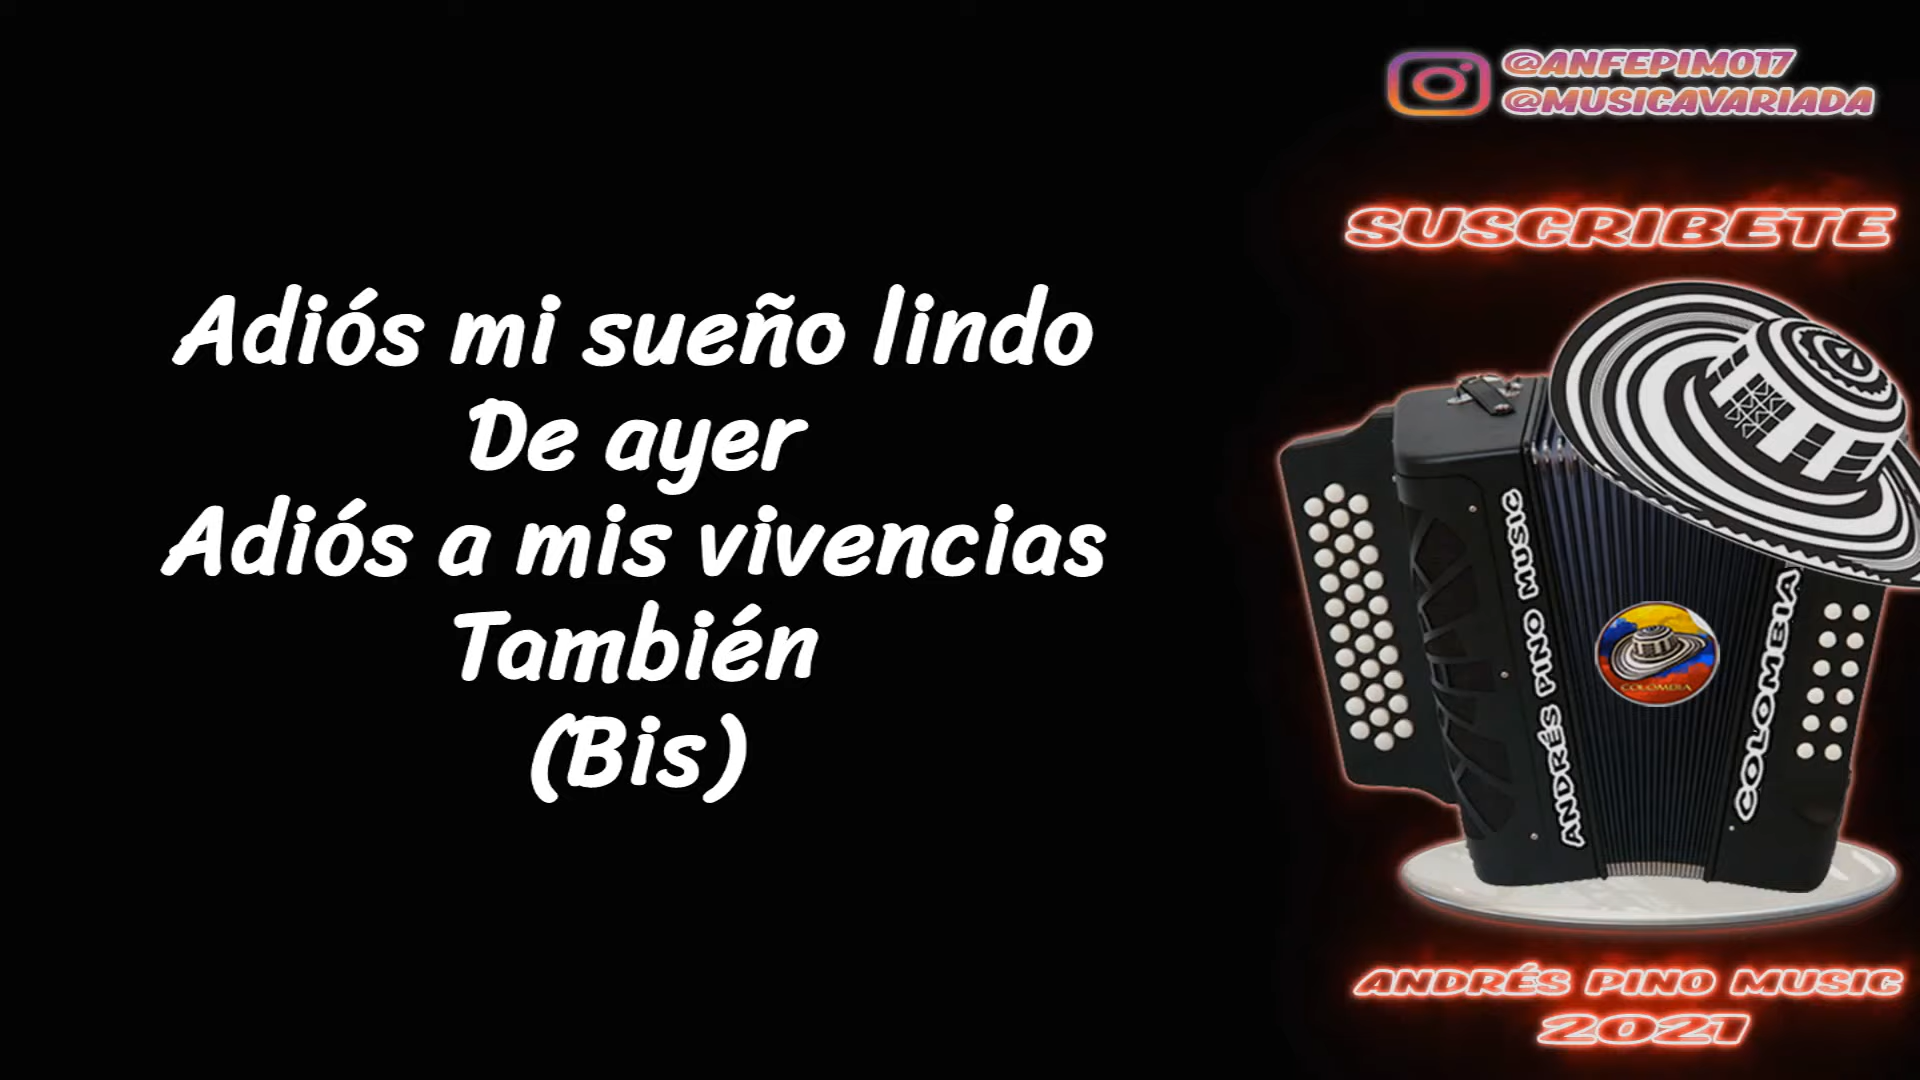 @ANFEPIMO17
@MUSICAVARIADA
SUSCRIBETE
Adiós mi sueño lindo
De ayer
Adiós a mis vivencias
También
(Bis)
ANDRÉS PINO MUSIC
COLOMBIA
COLOMBIA
ANDRÉS PINO MUSIC
2021